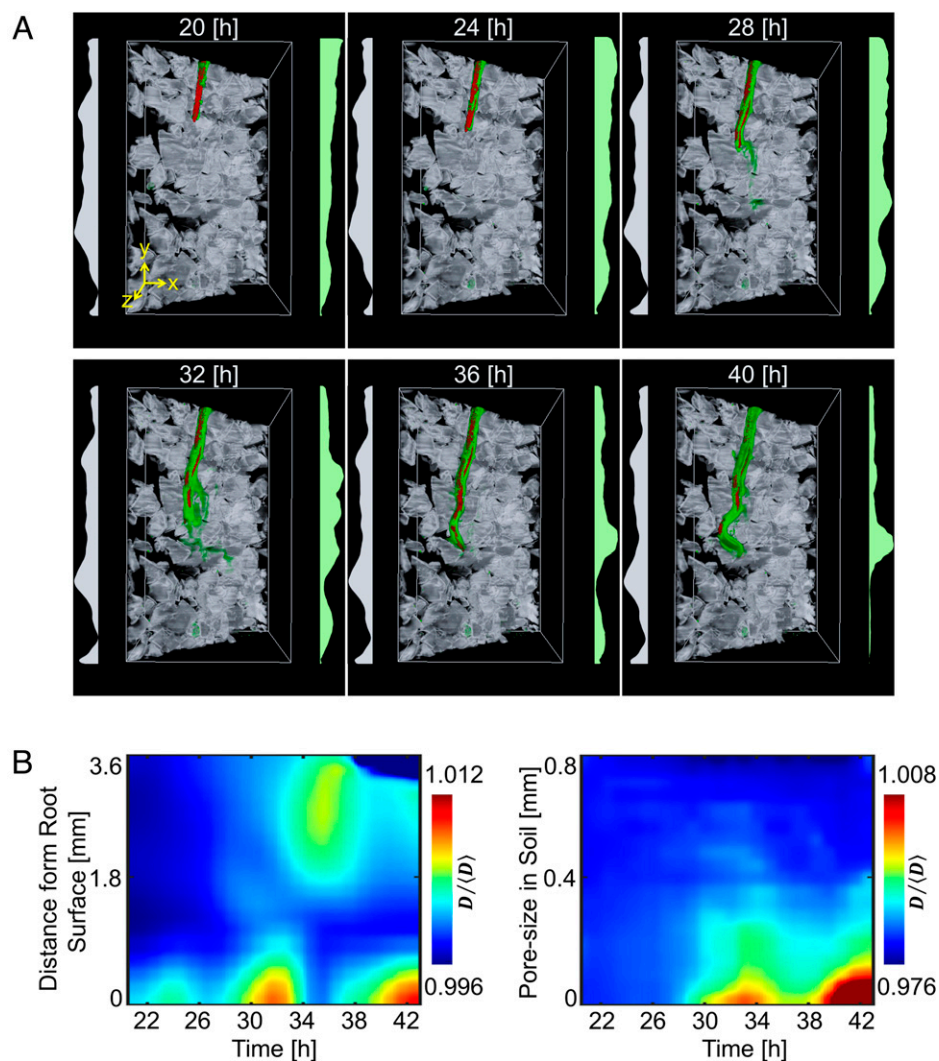 A
20 [h]
24 [h]
28 [h]
y
x
z
32 [h]
36 [h]
40 [h]
B
3.6
1.8
0
Distance form Root
Surface [mm]
22 26 30 34 38 42
Time [h]
1.012
D/⟨D⟩
0.996
0.8
0.4
0
Pore-size in Soil [mm]
22 26 30 34 38 42
Time [h]
1.008
D/⟨D⟩
0.976